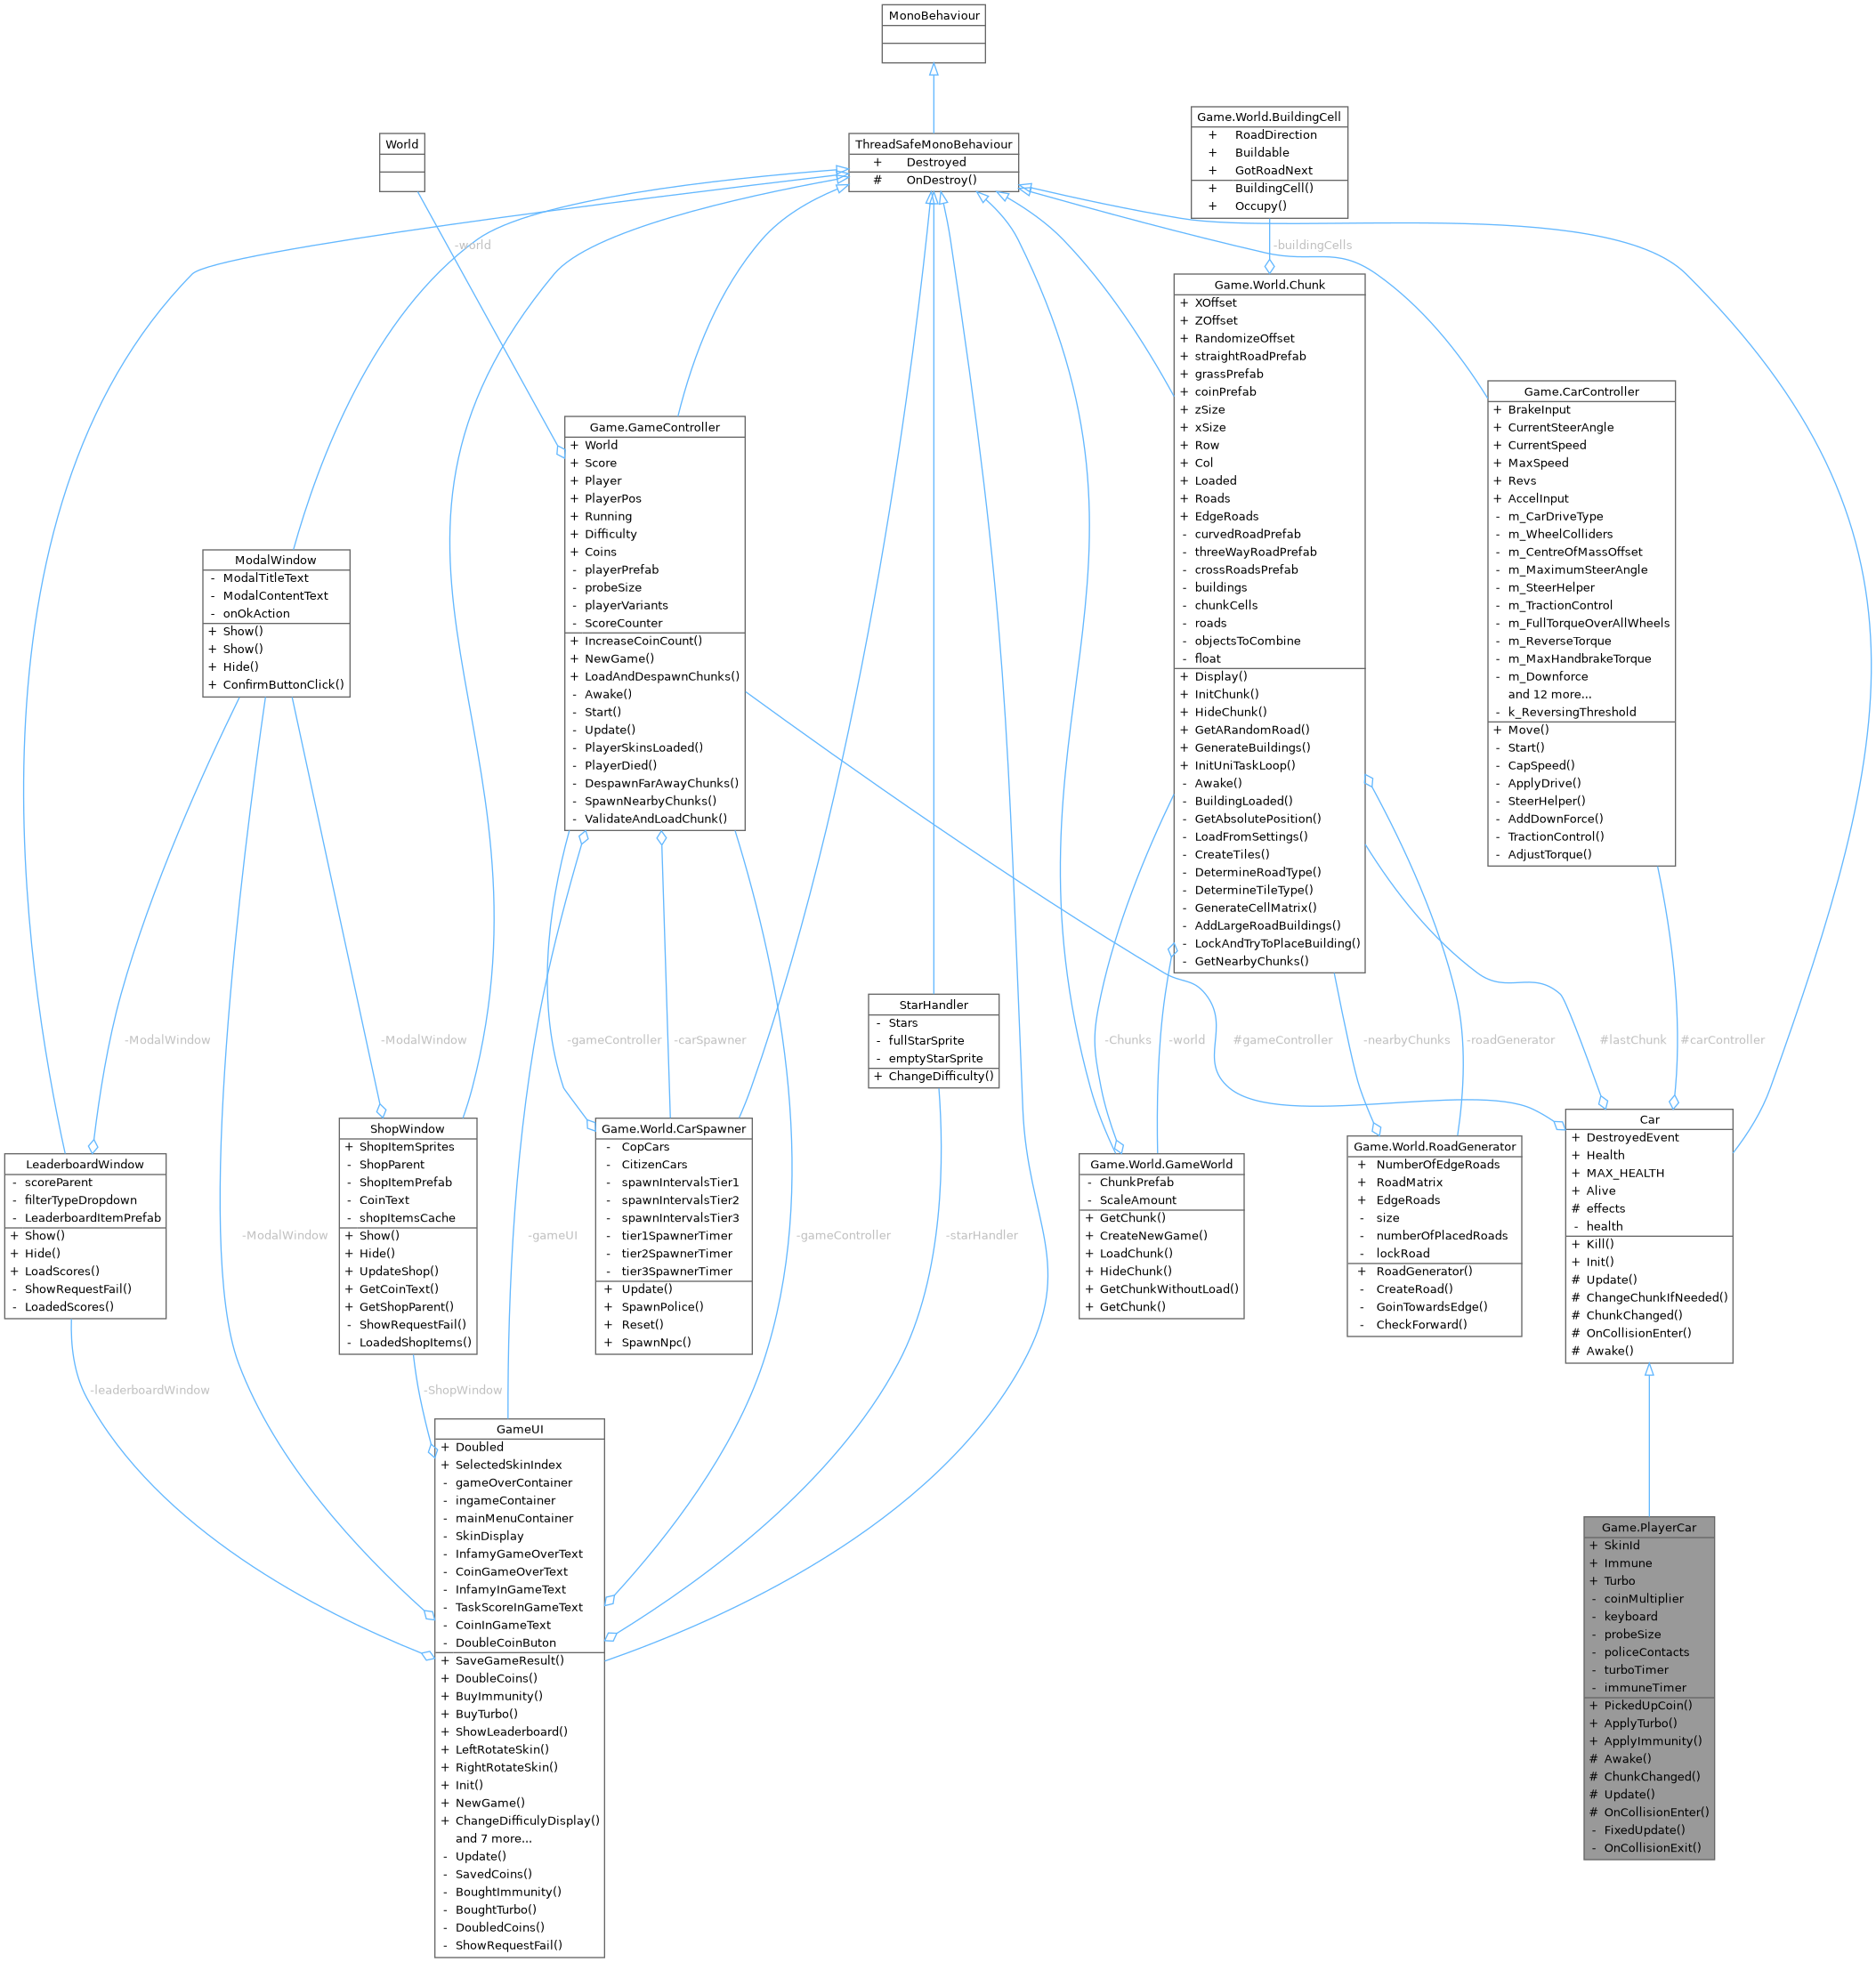 MonoBehaviour
ThreadSafeMonoBehaviour
+ Destroyed
# OnDestroy()
World
Game.World.BuildingCell
+ RoadDirection
+ Buildable
+ GotRoadNext
+ BuildingCell()
+ Occupy()
-world
-buildingCells
Game.World.Chunk
+ XOffset
+ ZOffset
+ RandomizeOffset
+ straightRoadPrefab
+ grassPrefab
+ coinPrefab
+ zSize
+ xSize
+ Row
+ Col
+ Loaded
+ Roads
+ EdgeRoads
- curvedRoadPrefab
- threeWayRoadPrefab
- crossRoadsPrefab
- buildings
- chunkCells
- roads
- objectsToCombine
- float
+ Display()
+ InitChunk()
+ HideChunk()
+ GetARandomRoad()
+ GenerateBuildings()
+ InitUniTaskLoop()
- Awake()
- BuildingLoaded()
- GetAbsolutePosition()
- LoadFromSettings()
- CreateTiles()
- DetermineRoadType()
- DetermineTileType()
- GenerateCellMatrix()
- AddLargeRoadBuildings()
- LockAndTryToPlaceBuilding()
- GetNearbyChunks()
Game.CarController
+ BrakeInput
+ CurrentSteerAngle
+ CurrentSpeed
+ MaxSpeed
+ Revs
+ AccelInput
- m_CarDriveType
- m_WheelColliders
- m_CentreOfMassOffset
- m_MaximumSteerAngle
- m_SteerHelper
- m_TractionControl
- m_FullTorqueOverAllWheels
- m_ReverseTorque
- m_MaxHandbrakeTorque
- m_Downforce
and 12 more...
- k_ReversingThreshold
+ Move()
- Start()
- CapSpeed()
- ApplyDrive()
- SteerHelper()
- AddDownForce()
- TractionControl()
- AdjustTorque()
Game.GameController
+ World
+ Score
+ Player
+ PlayerPos
+ Running
+ Difficulty
+ Coins
- playerPrefab
- probeSize
- playerVariants
- ScoreCounter
+ IncreaseCoinCount()
+ NewGame()
+ LoadAndDespawnChunks()
- Awake()
- Start()
- Update()
- PlayerSkinsLoaded()
- PlayerDied()
- DespawnFarAwayChunks()
- SpawnNearbyChunks()
- ValidateAndLoadChunk()
ModalWindow
- ModalTitleText
- ModalContentText
- onOkAction
+ Show()
+ Show()
+ Hide()
+ ConfirmButtonClick()
StarHandler
- Stars
- fullStarSprite
- emptyStarSprite
+ ChangeDifficulty()
-ModalWindow
-ModalWindow
-gameController
-carSpawner
-Chunks
-world
#gameController
-nearbyChunks
-roadGenerator
#lastChunk
#carController
LeaderboardWindow
- scoreParent
- filterTypeDropdown
- LeaderboardItemPrefab
+ Show()
+ Hide()
+ LoadScores()
- ShowRequestFail()
- LoadedScores()
ShopWindow
+ ShopItemSprites
- ShopParent
- ShopItemPrefab
- CoinText
- shopItemsCache
+ Show()
+ Hide()
+ UpdateShop()
+ GetCoinText()
+ GetShopParent()
- ShowRequestFail()
- LoadedShopItems()
Game.World.CarSpawner
- CopCars
- CitizenCars
- spawnIntervalsTier1
- spawnIntervalsTier2
- spawnIntervalsTier3
- tier1SpawnerTimer
- tier2SpawnerTimer
- tier3SpawnerTimer
+ Update()
+ SpawnPolice()
+ Reset()
+ SpawnNpc()
Game.World.GameWorld
- ChunkPrefab
- ScaleAmount
+ GetChunk()
+ CreateNewGame()
+ LoadChunk()
+ HideChunk()
+ GetChunkWithoutLoad()
+ GetChunk()
Game.World.RoadGenerator
+ NumberOfEdgeRoads
+ RoadMatrix
+ EdgeRoads
- size
- numberOfPlacedRoads
- lockRoad
+ RoadGenerator()
- CreateRoad()
- GoinTowardsEdge()
- CheckForward()
Car
+ DestroyedEvent
+ Health
+ MAX_HEALTH
+ Alive
# effects
- health
+ Kill()
+ Init()
# Update()
# ChangeChunkIfNeeded()
# ChunkChanged()
# OnCollisionEnter()
# Awake()
-ModalWindow
-gameUI
-gameController
-starHandler
-leaderboardWindow
-ShopWindow
GameUI
+ Doubled
+ SelectedSkinIndex
- gameOverContainer
- ingameContainer
- mainMenuContainer
- SkinDisplay
- InfamyGameOverText
- CoinGameOverText
- InfamyInGameText
- TaskScoreInGameText
- CoinInGameText
- DoubleCoinButon
+ SaveGameResult()
+ DoubleCoins()
+ BuyImmunity()
+ BuyTurbo()
+ ShowLeaderboard()
+ LeftRotateSkin()
+ RightRotateSkin()
+ Init()
+ NewGame()
+ ChangeDifficulyDisplay()
and 7 more...
- Update()
- SavedCoins()
- BoughtImmunity()
- BoughtTurbo()
- DoubledCoins()
- ShowRequestFail()
Game.PlayerCar
+ SkinId
+ Immune
+ Turbo
- coinMultiplier
- keyboard
- probeSize
- policeContacts
- turboTimer
- immuneTimer
+ PickedUpCoin()
+ ApplyTurbo()
+ ApplyImmunity()
# Awake()
# ChunkChanged()
# Update()
# OnCollisionEnter()
- FixedUpdate()
- OnCollisionExit()